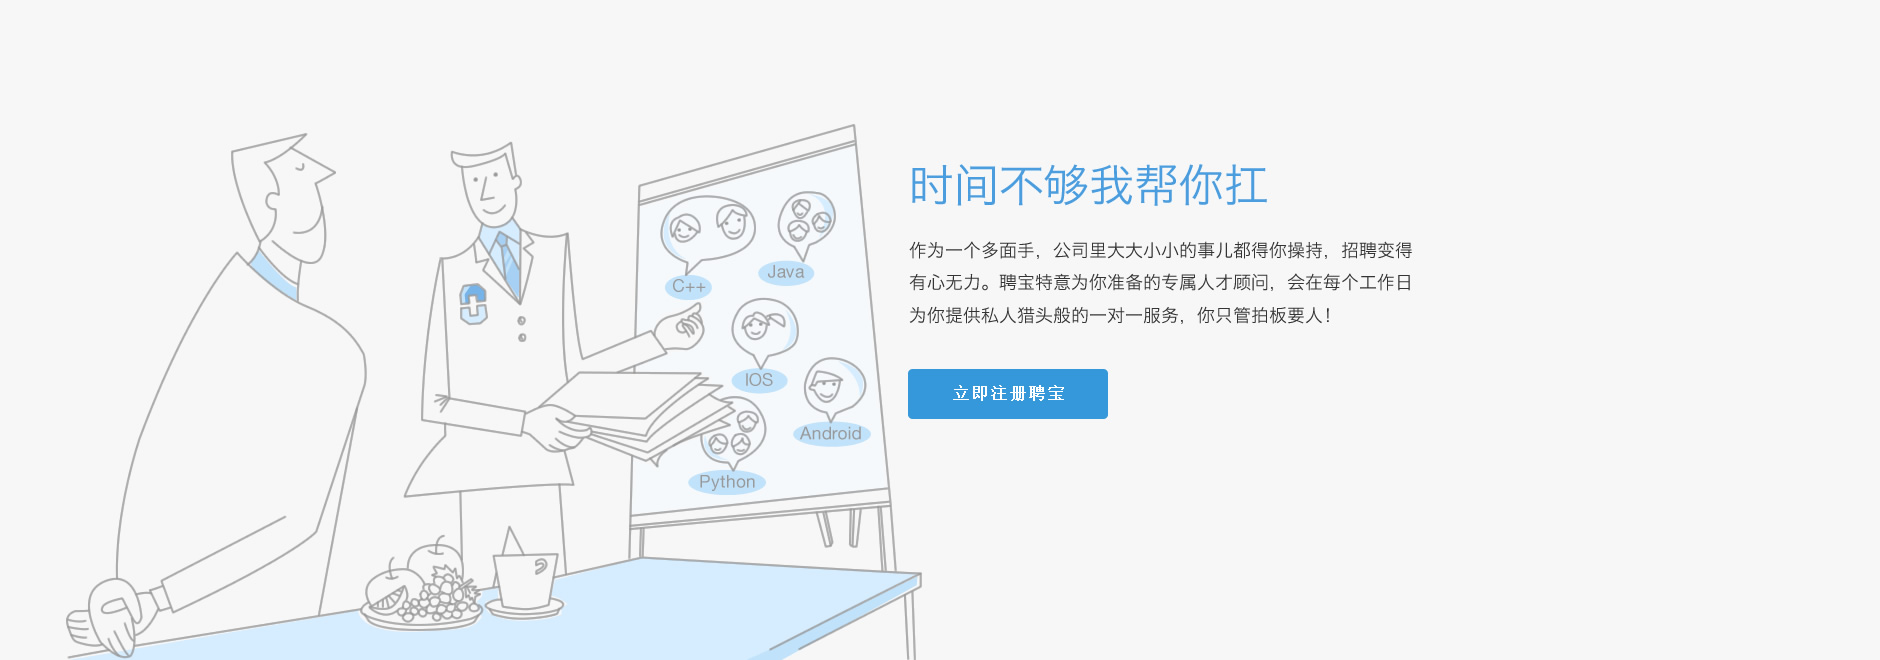 时间不够我帮你扛
作为一个多面手，公司里大大小小的事儿都得你操持，招聘变得
有心无力。聘宝特意为你准备的专属人才顾问，会在每个工作日
为你提供私人猎头般的一对一服务，你只管拍板要人！
立即注册聘宝
Java
C++
IOS
Android
Python